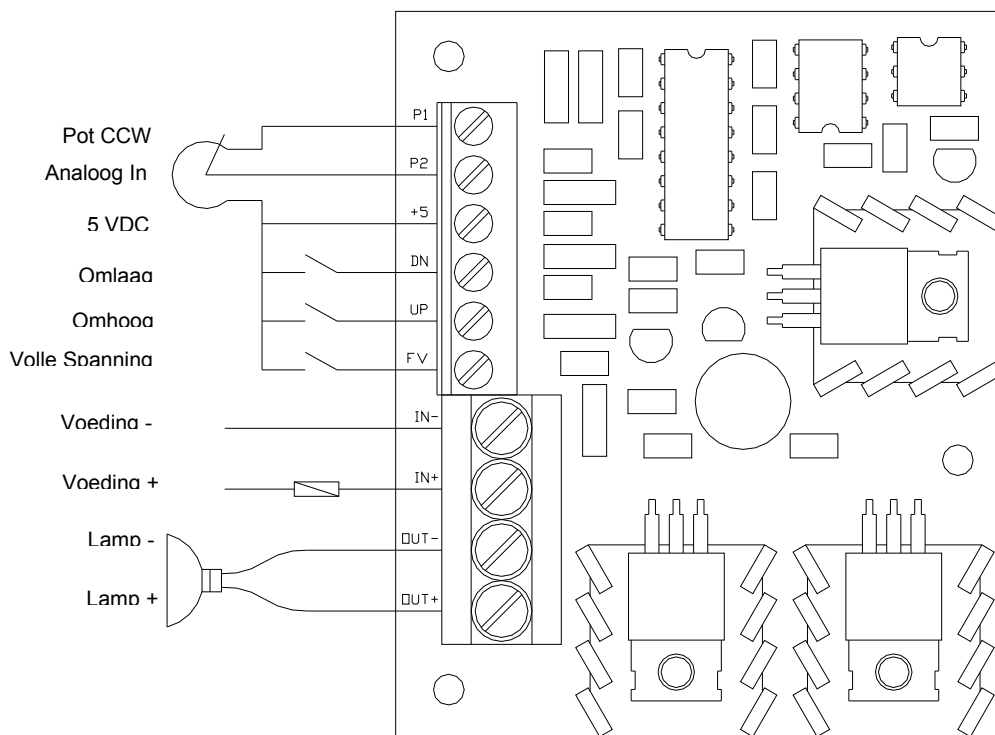 Pot CCW P1
Analoog In P2
5 VDC +5
Omlaag DN
Omhoog UP
Volle Spanning FV
Voeding - IN-
Voeding + IN+
Lamp - OUT-
Lamp + OUT+